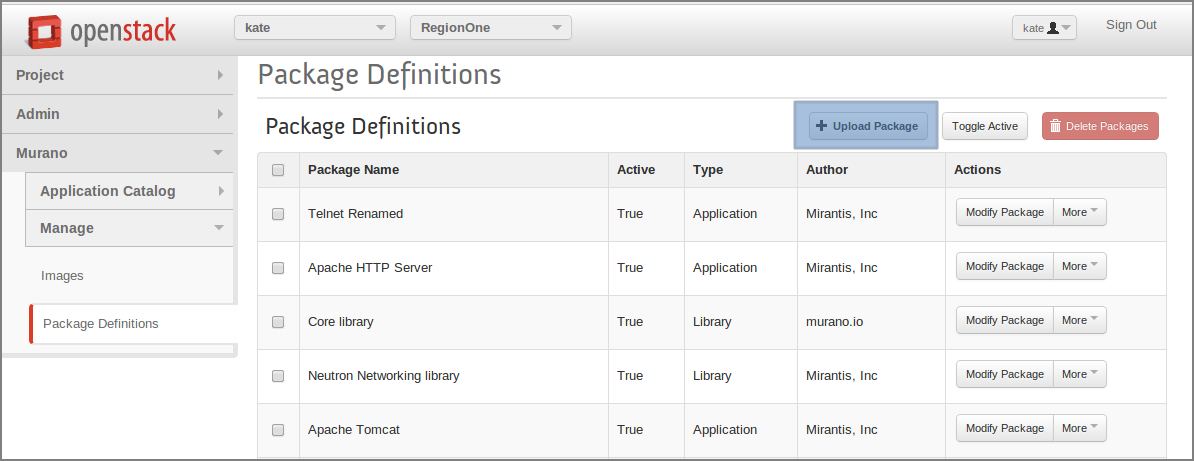 openstack kate RegionOne kate Sign Out
Project
Admin
Murano
Application Catalog
Manage
Images
Package Definitions
Package Definitions
Package Definitions
Upload Package Toggle Active Delete Packages
Package Name Active Type Author Actions
Telnet Renamed True Application Mirantis, Inc Modify Package More
Apache HTTP Server True Application Mirantis, Inc Modify Package More
Core library True Library murano.io Modify Package More
Neutron Networking library True Library Mirantis, Inc Modify Package More
Apache Tomcat True Application Mirantis, Inc Modify Package More